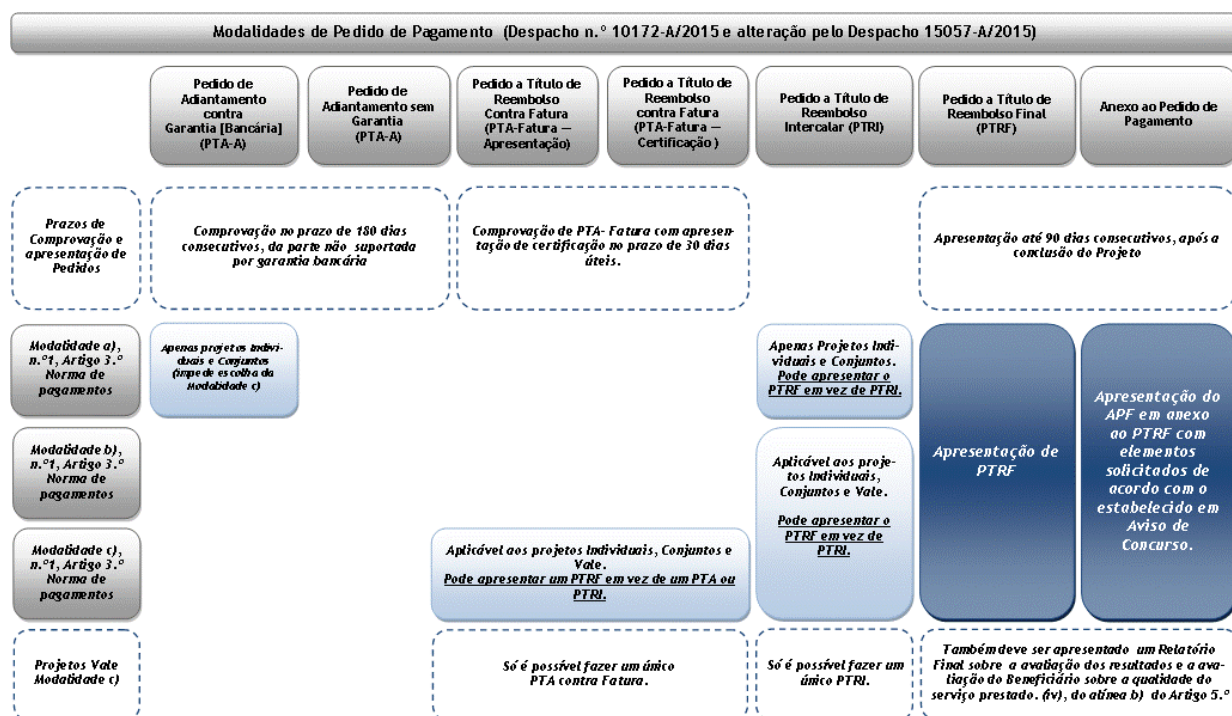 Modalidades de Pedido de Pagamento (Despacho n.º 10172-A/2015 e alteração pelo Despacho 15057-A/2015)
Pedido de
Adiantamento
contra
Garantia [Bancária]
(PTA-A)
Pedido de
Adiantamento sem
Garantia
(PTA-A)
Pedido a Título de
Reembolso
Contra Fatura
(PTA-Fatura —
Apresentação)
Pedido a Título de
Reembolso
contra Fatura
(PTA-Fatura —
Certificação )
Pedido a Título de
Reembolso
Intercalar (PTRI)
Pedido a Título de
Reembolso Final
(PTRF)
Anexo ao Pedido de
Pagamento
Prazos de
Comprovação e
apresentação de
Pedidos
Comprovação no prazo de 180 dias
consecutivos, da parte não suportada
por garantia bancária
Comprovação de PTA- Fatura com apresen-
tação de certificação no prazo de 30 dias
úteis.
Apresentação até 90 dias consecutivos, após a
conclusão do Projeto
Modalidade a),
n.º1, Artigo 3.º
Norma de
pagamentos
Apenas projetos Indivi-
duais e Conjuntos
(impede escolha da
Modalidade c)
Apenas Projetos Indi-
viduais e Conjuntos.
Pode apresentar o
PTRF em vez de PTRI.
Modalidade b),
n.º1, Artigo 3.º
Norma de
pagamentos
Aplicável aos proje-
tos Individuais,
Conjuntos e Vale.
Pode apresentar o
PTRF em vez de
PTRI.
Apresentação de
PTRF
Apresentação do
APF em anexo
ao PTRF com
elementos
solicitados de
acordo com o
estabelecido em
Aviso de
Concurso.
Modalidade c),
n.º1, Artigo 3.º
Norma de
pagamentos
Aplicável aos projetos Individuais, Conjuntos e
Vale.
Pode apresentar um PTRF em vez de um PTA ou
PTRI.
Projetos Vale
Modalidade c)
Só é possível fazer um único
PTA contra Fatura.
Só é possível fazer um
único PTRI.
Também deve ser apresentado um Relatório
Final sobre a avaliação dos resultados e a ava-
liação do Beneficiário sobre a qualidade do
serviço prestado. (iv), do alínea b) do Artigo 5.º